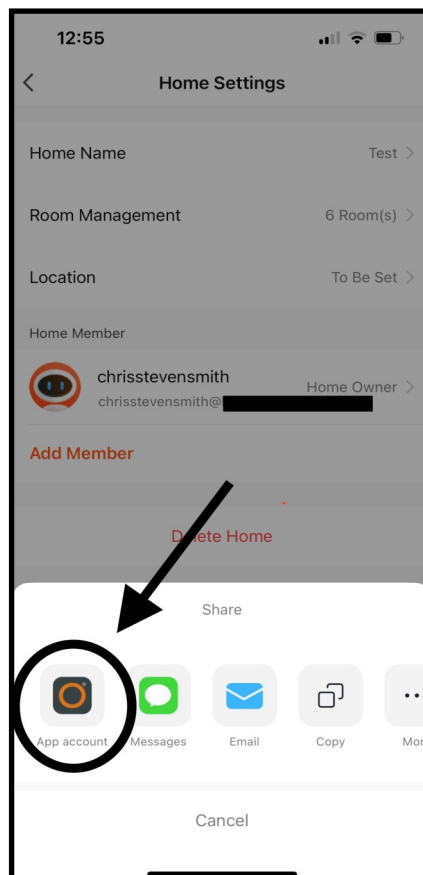 12:55
Home Settings
Home Name Test
Room Management 6 Room(s)
Location To Be Set
Home Member
chrisstevensmith
Home Owner
chrisstevensmith@
Add Member
Delete Home
Share
App account Messages Email Copy Mor
Cancel